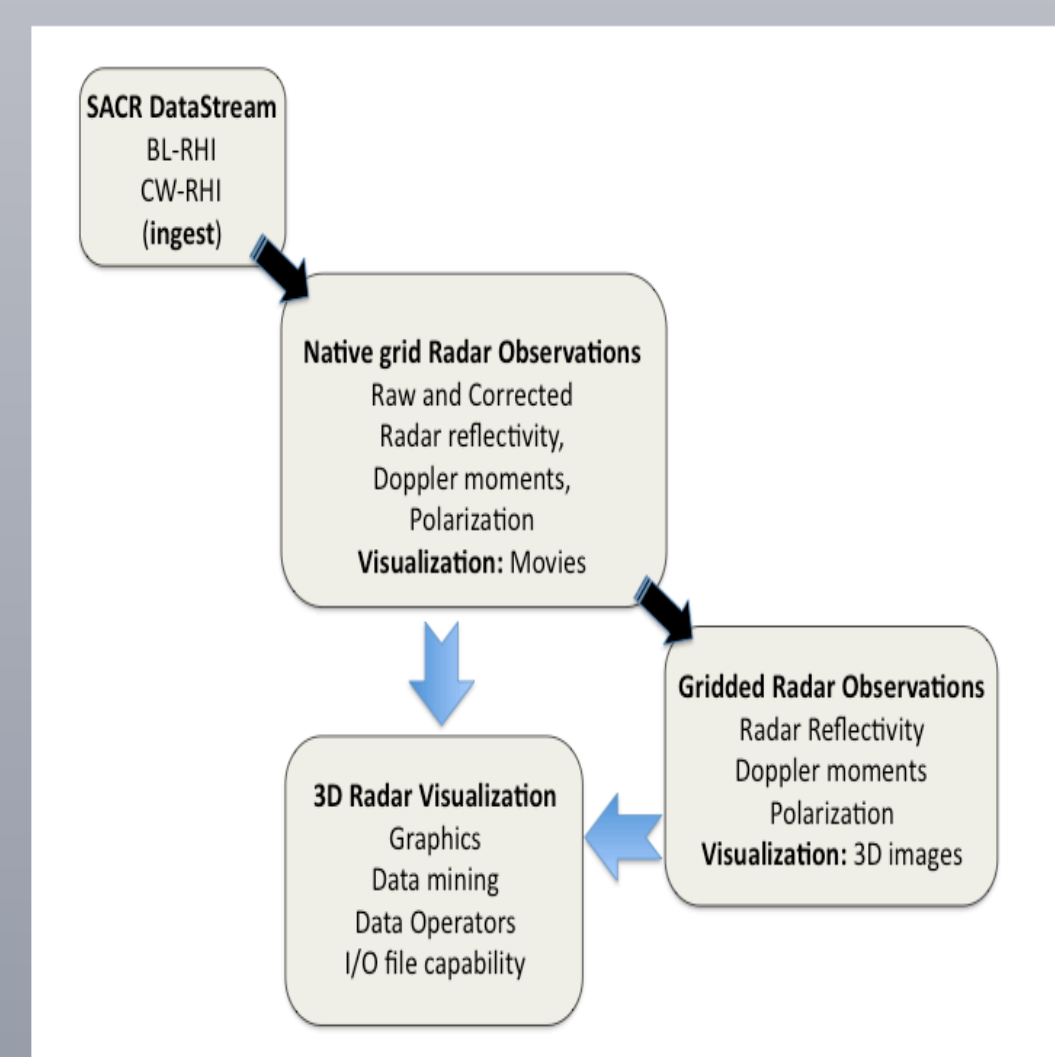 SACR DataStream
BL-RHI
CW-RHI
(ingest)
Native grid Radar Observations
Raw and Corrected
Radar reflectivity,
Doppler moments,
Polarization
Visualization: Movies
Gridded Radar Observations
Radar Reflectivity
Doppler moments
Polarization
Visualization: 3D images
3D Radar Visualization
Graphics
Data mining
Data Operators
I/O file capability